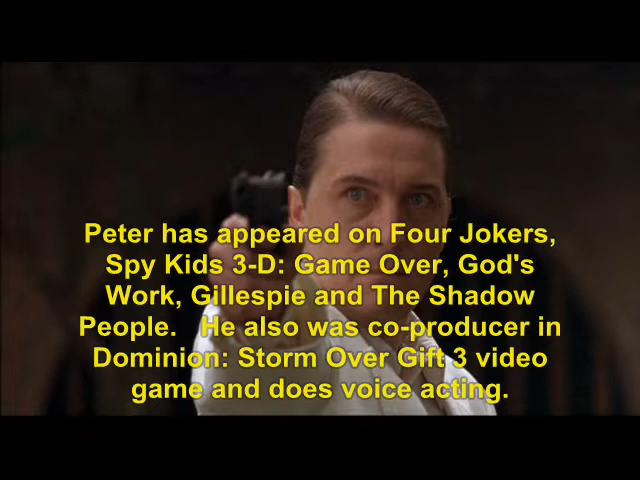 Peter has appeared on Four Jokers,
Spy Kids 3-D: Game Over, God's
Work, Gillespie and The Shadow
People.   He also was co-producer in
Dominion: Storm Over Gift 3 video
game and does voice acting.